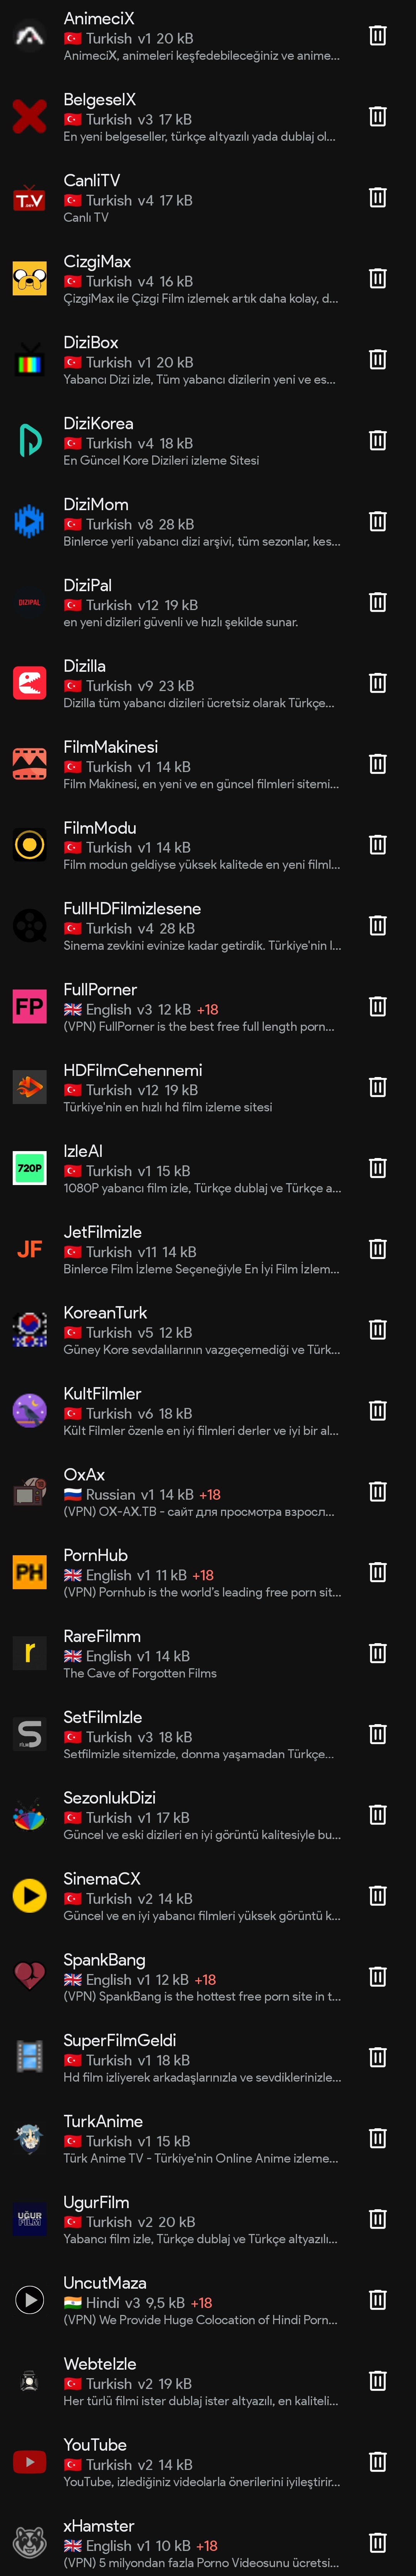 AnimeciX
Turkish v1 20 kB
AnimeciX, animeleri keşfedebileceğiniz ve anime...
BelgeselX
Turkish v3 17 kB
En yeni belgeseller, türkçe altyazılı yada dublaj ol...
T.V
CanliTV
Turkish v4 17 kB
Canlı TV
CizgiMax
Turkish v4 16 kB
ÇizgiMax ile Çizgi Film izlemek artık daha kolay, d...
DiziBox
Turkish v1 20 kB
Yabancı Dizi izle, Tüm yabancı dizilerin yeni ve es...
DiziKorea
Turkish v4 18 kB
En Güncel Kore Dizileri izleme Sitesi
DiziMom
Turkish v8 28 kB
Binlerce yerli yabancı dizi arşivi, tüm sezonlar, kes...
DIZIPAL
DiziPal
Turkish v12 19 kB
en yeni dizileri güvenli ve hızlı şekilde sunar.
Dizilla
Turkish v9 23 kB
Dizilla tüm yabancı dizileri ücretsiz olarak Türkçe...
FilmMakinesi
Turkish v1 14 kB
Film Makinesi, en yeni ve en güncel filmleri sitemi...
FilmModu
Turkish v1 14 kB
Film modun geldiyse yüksek kalitede en yeni filml...
FullHDFilmizlesene
Turkish v4 28 kB
Sinema zevkini evinize kadar getirdik. Türkiye'nin l...
FP
FullPorner
English v3 12 kB +18
(VPN) FullPorner is the best free full length porn...
HDFilmCehennemi
Turkish v12 19 kB
Türkiye'nin en hızlı hd film izleme sitesi
720P
IzleAI
Turkish v1 15 kB
1080P yabancı film izle, Türkçe dublaj ve Türkçe a...
JF
JetFilmizle
Turkish v11 14 kB
Binlerce Film İzleme Seçeneğiyle En İyi Film İzlem...
KoreanTurk
Turkish v5 12 kB
Güney Kore sevdalılarının vazgeçemediği ve Türk...
KultFilmler
Turkish v6 18 kB
Kült Filmler özenle en iyi filmleri derler ve iyi bir al...
OxAx
Russian v1 14 kB +18
(VPN) OX-AX.TB - сайт для просмотра взросл...
PH
PornHub
English v1 11 kB +18
(VPN) Pornhub is the world's leading free porn sit...
r
RareFilmm
English v1 14 kB
The Cave of Forgotten Films
S
FILM
SetFilmIzle
Turkish v3 18 kB
Setfilmizle sitemizde, donma yaşamadan Türkçe...
SezonlukDizi
Turkish v1 17 kB
Güncel ve eski dizileri en iyi görüntü kalitesiyle bu...
SinemaCX
Turkish v2 14 kB
Güncel ve en iyi yabancı filmleri yüksek görüntü k...
SpankBang
English v1 12 kB +18
(VPN) SpankBang is the hottest free porn site in t...
SuperFilmGeldi
Turkish v1 18 kB
Hd film izliyerek arkadaşlarınızla ve sevdiklerinizle...
TurkAnime
Turkish v1 15 kB
Türk Anime TV - Türkiye'nin Online Anime izleme...
UĞUR
FILM
UgurFilm
Turkish v2 20 kB
Yabancı film izle, Türkçe dublaj ve Türkçe altyazılı...
UncutMaza
Hindi v3 9,5 kB +18
(VPN) We Provide Huge Colocation of Hindi Porn...
WebteIzle
Turkish v2 19 kB
Her türlü filmi ister dublaj ister altyazılı, en kaliteli...
YouTube
Turkish v2 14 kB
YouTube, izlediğiniz videolarla önerilerini iyileştirir...
xHamster
English v1 10 kB +18
(VPN) 5 milyondan fazla Porno Videosunu ücretsi...